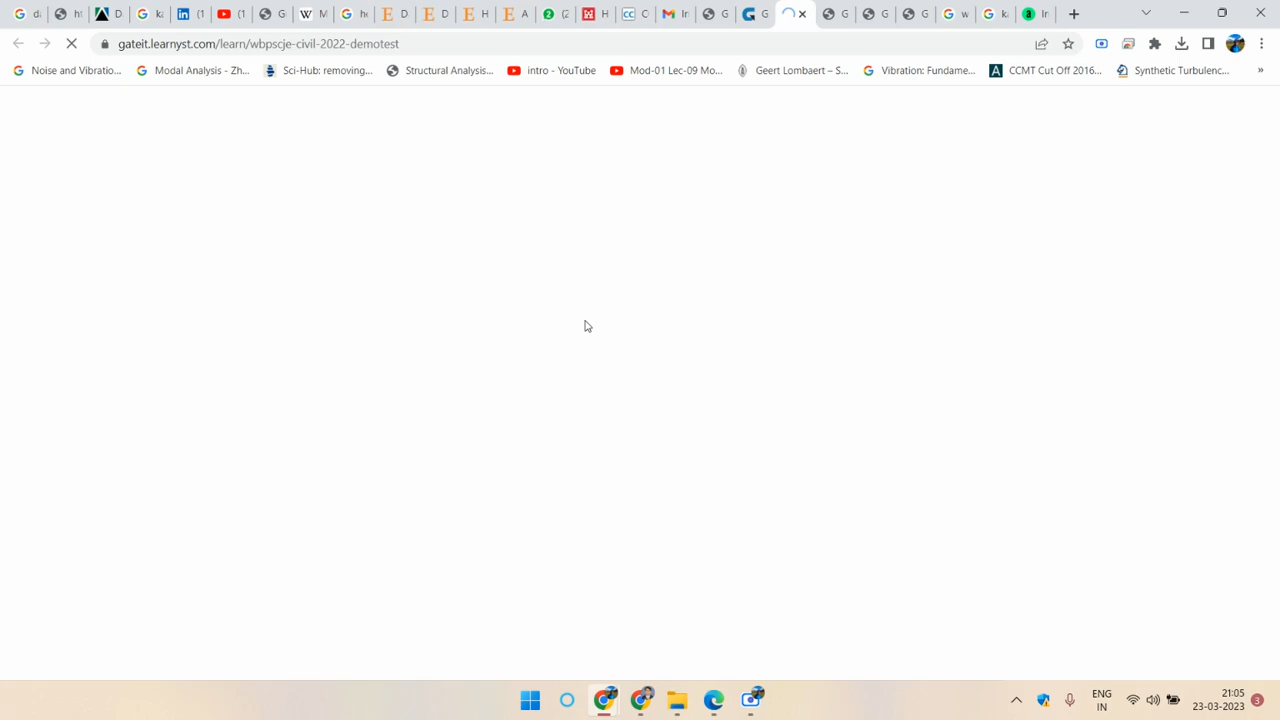 gateit.learnyst.com/learn/wbpscje-civil-2022-demotest
Noise and Vibratio... Modal Analysis - Zh... Sci-Hub: removing... Structural Analysis... intro - YouTube Mod-01 Lec-09 Mo... Geert Lombaert – S... Vibration: Fundame... CCMT Cut Off 2016... Synthetic Turbulenc... »
ENG
IN
21:05
23-03-2023
3